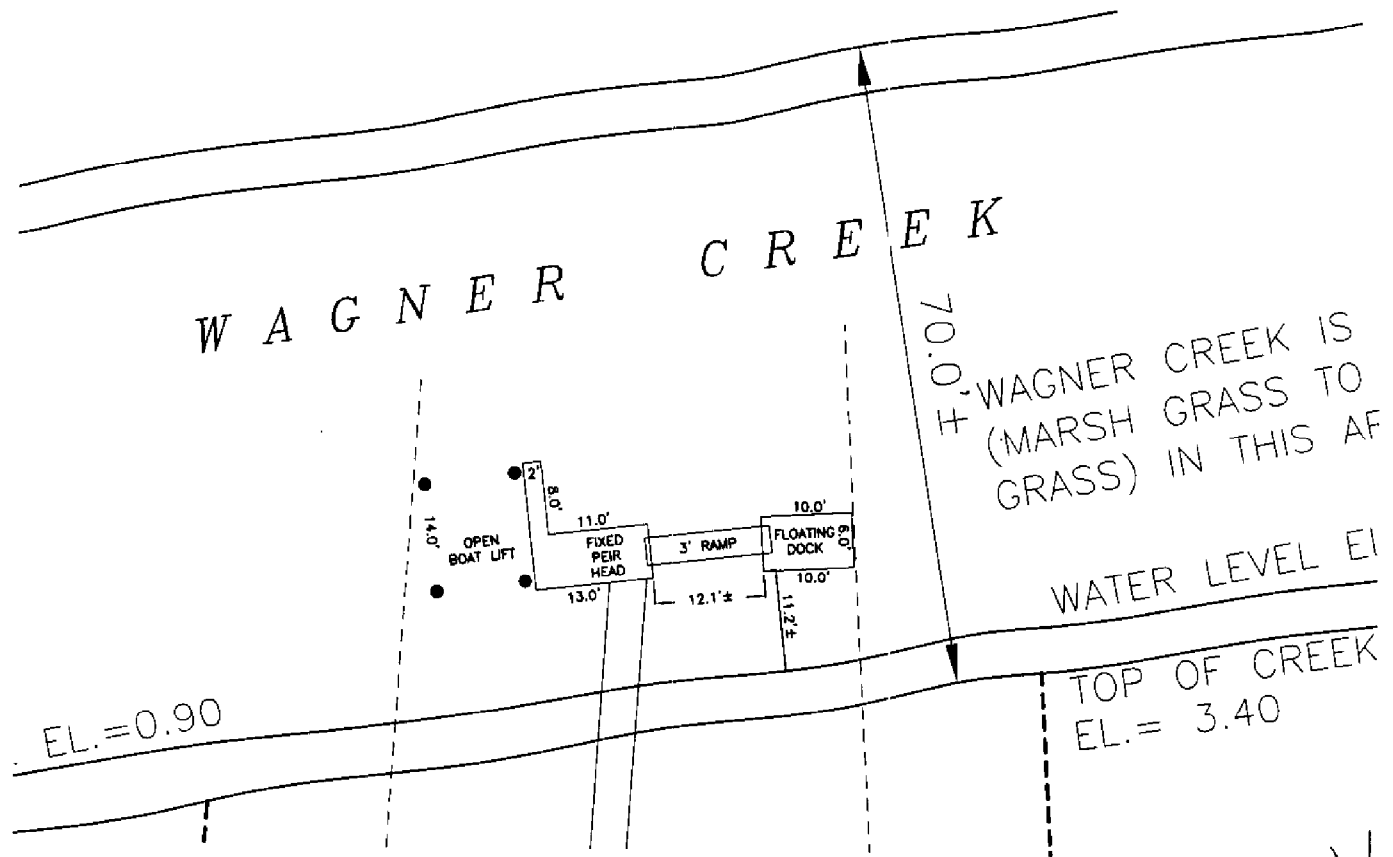 WAGNER CREEK
70.0'±
WAGNER CREEK IS
(MARSH GRASS TO
GRASS) IN THIS
2'
8.0'
14.0'
OPEN
BOAT LIFT
11.0'
FIXED
PEIR
HEAD
13.0'
3' RAMP
12.1'±
10.0'
FLOATING
DOCK
6.0'
10.0'
11.2'±
WATER LEVEL
EL.=0.90
TOP OF CREEK
EL.= 3.40